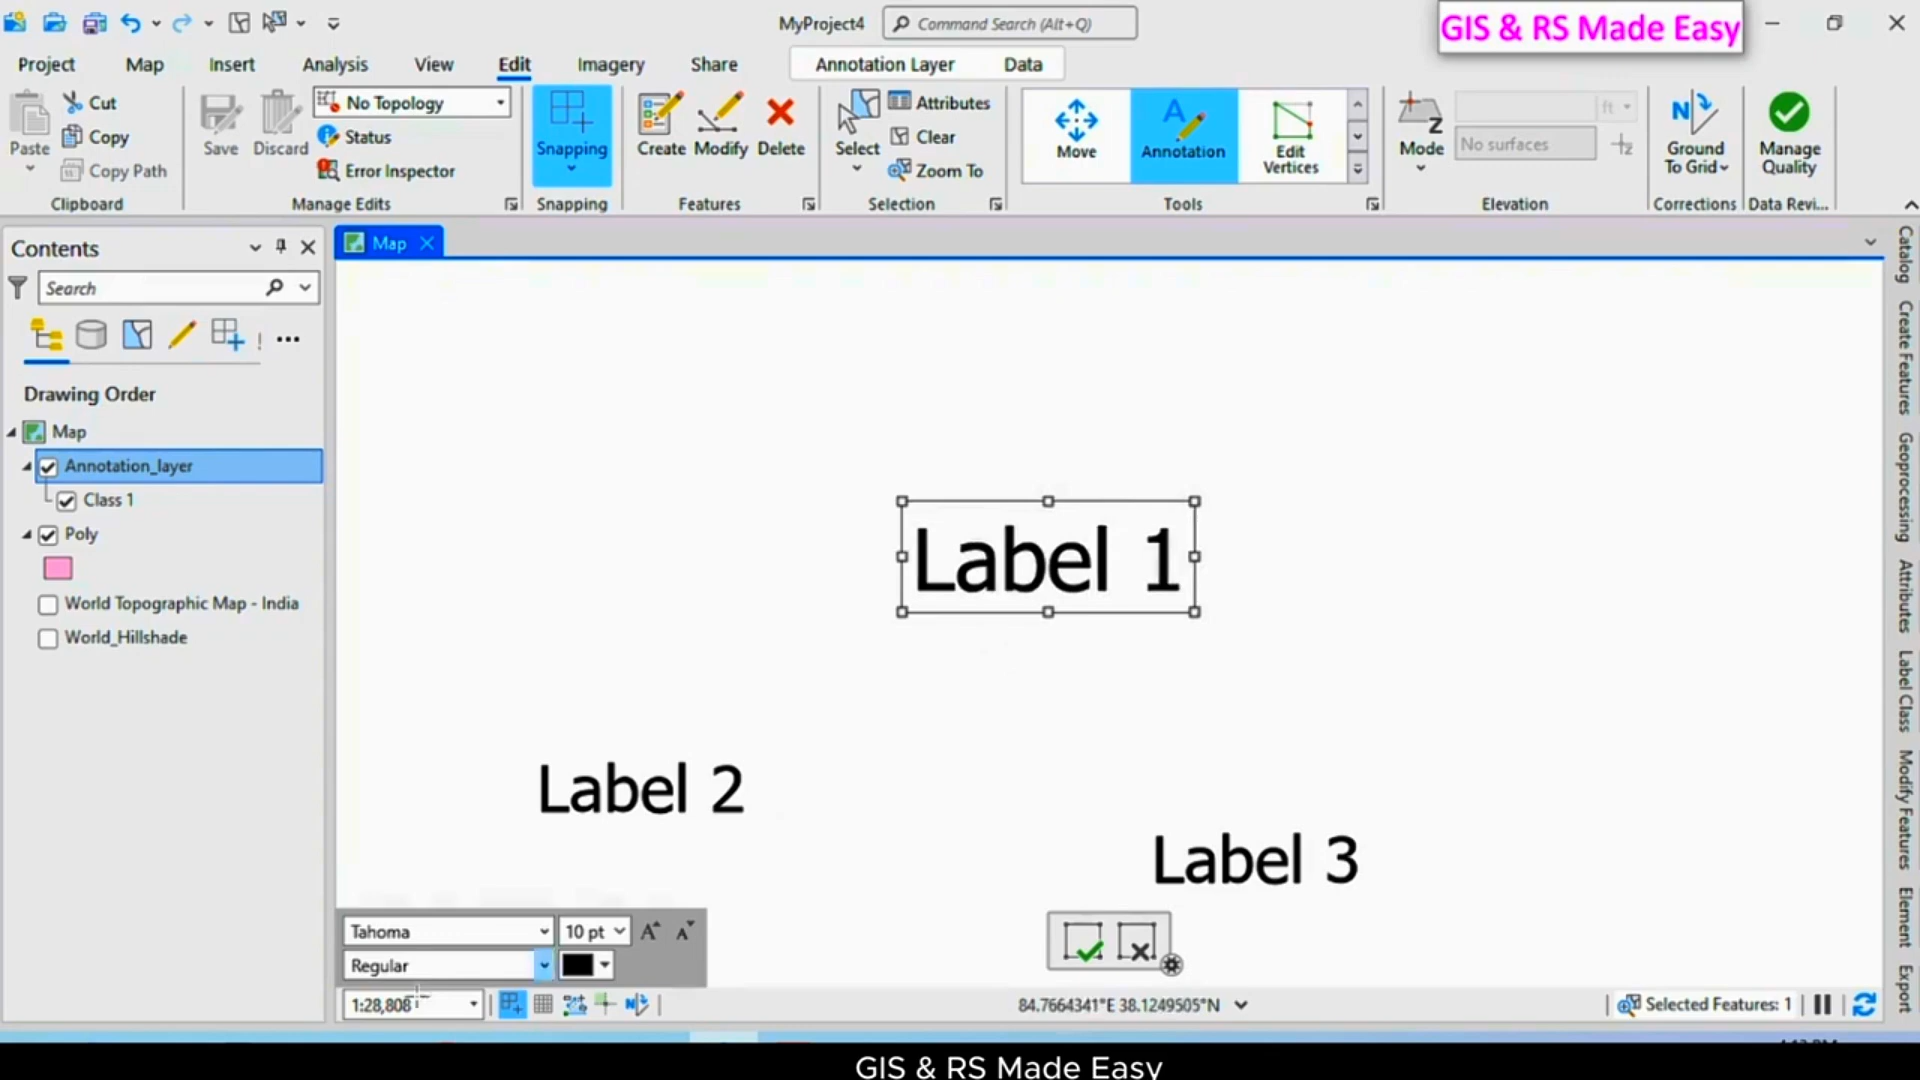 MyProject4
Command Search (Alt+Q)
GIS & RS Made Easy
Project
Map
Insert
Analysis
View
Edit
Imagery
Share
Annotation Layer
Data
Paste
Cut
Copy
Copy Path
Clipboard
Save
Discard
No Topology
Status
Error Inspector
Manage Edits
Snapping
Snapping
Create
Modify
Delete
Features
Select
Attributes
Clear
Zoom To
Selection
Move
Annotation
Edit
Vertices
Tools
Mode
ft
No surfaces
Elevation
Ground
To Grid
Corrections
Manage
Quality
Data Revi...
Contents
Search
Drawing Order
Map
Annotation_layer
Class 1
Poly
World Topographic Map - India
World_Hillshade
Map
Label 1
Label 2
Label 3
Tahoma
10 pt
Regular
1:28,808
84.7664341°E 38.1249505°N
Selected Features: 1
Catalog
Create Features
Geoprocessing
Attributes
Label Class
Modify Features
Element
Export
GIS & RS Made Easy